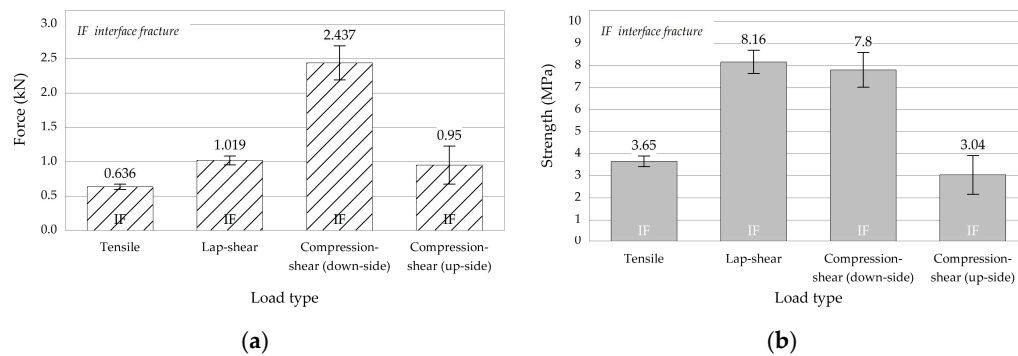 3.0
2.5
2.0
1.5
1.0
0.5
0.0
Force (kN)
IF interface fracture
0.636
1.019
2.437
0.95
IF
IF
IF
IF
Tensile
Lap-shear
Compression-
shear (down-side)
Compression-
shear (up-side)
Load type
(a)
10
9
8
7
6
5
4
3
2
1
0
Strength (MPa)
IF interface fracture
3.65
8.16
7.8
3.04
IF
IF
IF
IF
Tensile
Lap-shear
Compression-
shear (down-side)
Compression-
shear (up-side)
Load type
(b)